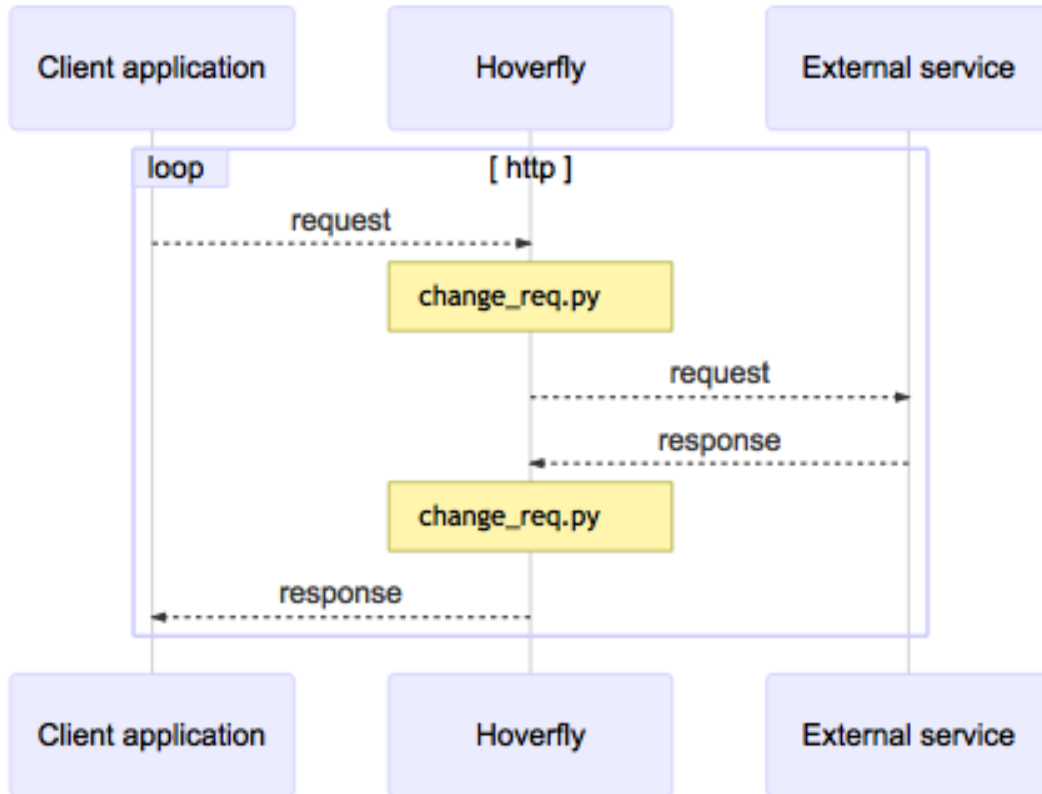 Client application
Hoverfly
External service
loop
[ http ]
request
change_req.py
request
response
change_req.py
response
Client application
Hoverfly
External service